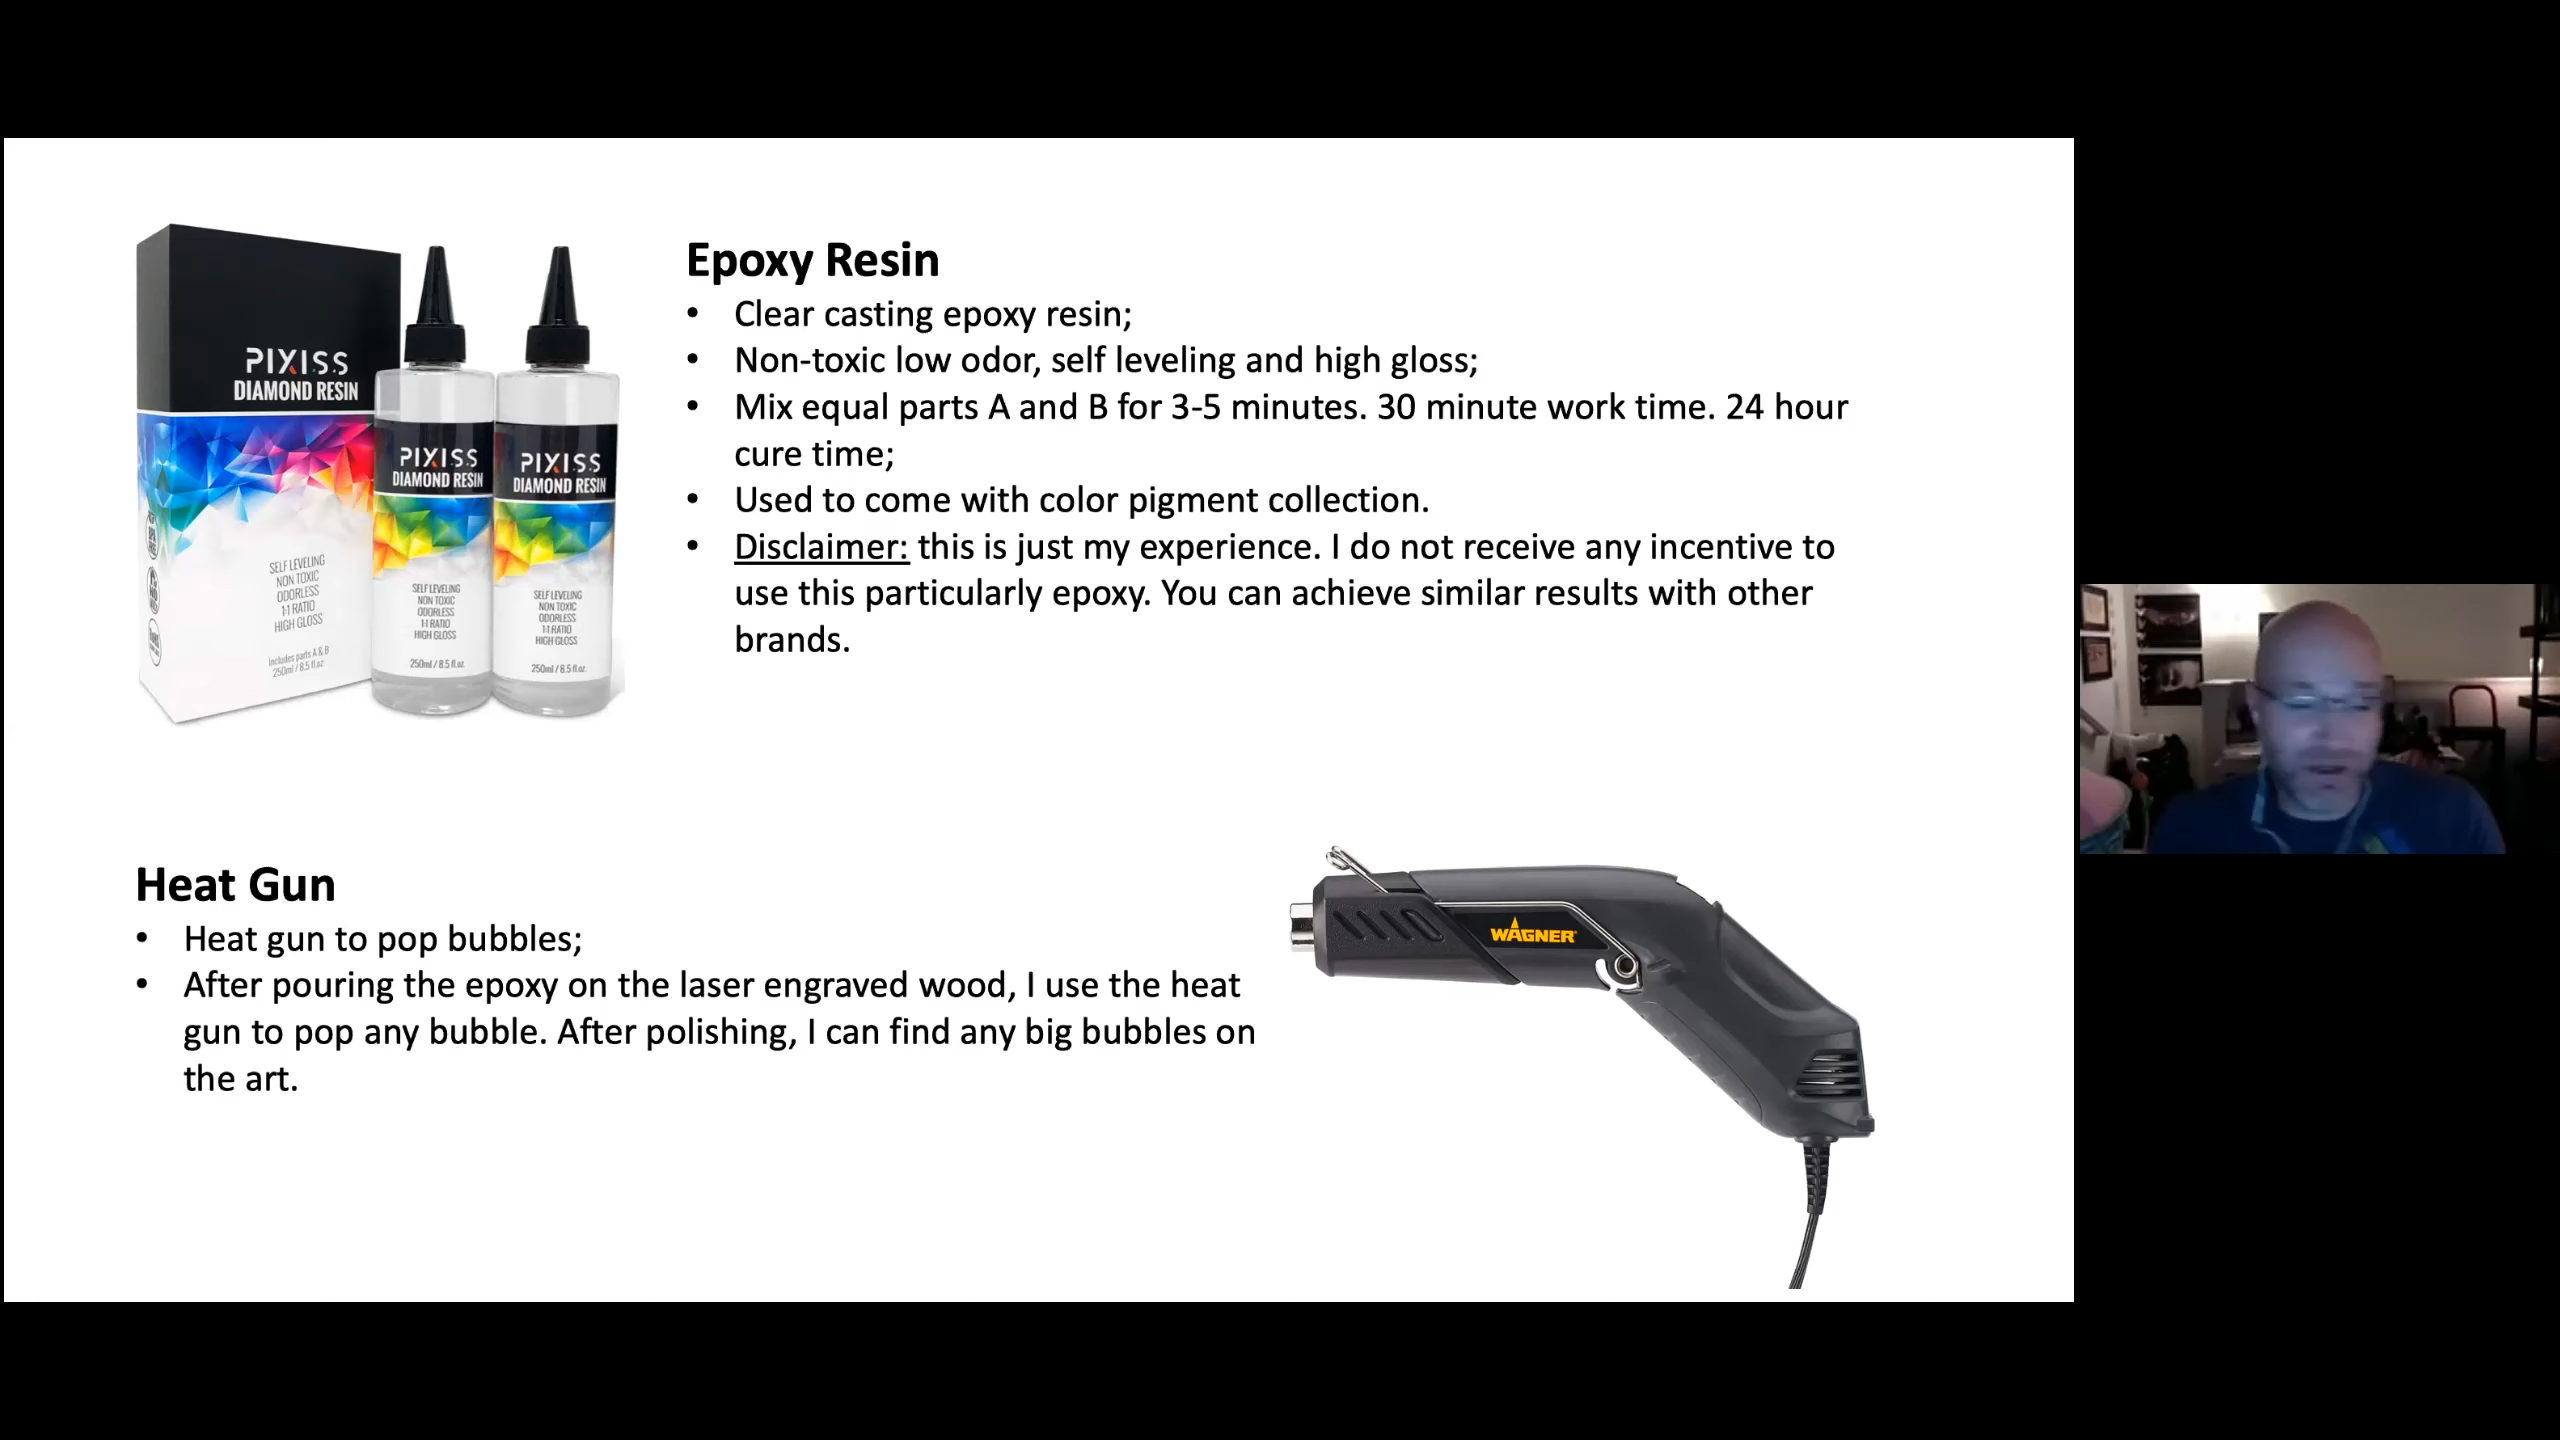 PIXISS
DIAMOND RESIN
SELF LEVELING
NON TOXIC
ODORLESS
1:1 RATIO
HIGH GLOSS
Includes parts A & B
250ml / 8.5 fl.oz
PIXISS
DIAMOND RESIN
SELF LEVELING
NON TOXIC
ODORLESS
1:1 RATIO
HIGH GLOSS
250ml / 8.5 fl.oz.
PIXISS
DIAMOND RESIN
SELF LEVELING
NON TOXIC
ODORLESS
1:1 RATIO
HIGH GLOSS
250ml / 8.5 fl.oz.
Epoxy Resin
• Clear casting epoxy resin;
• Non-toxic low odor, self leveling and high gloss;
• Mix equal parts A and B for 3-5 minutes. 30 minute work time. 24 hour
cure time;
• Used to come with color pigment collection.
• Disclaimer: this is just my experience. I do not receive any incentive to
use this particularly epoxy. You can achieve similar results with other
brands.
Heat Gun
• Heat gun to pop bubbles;
• After pouring the epoxy on the laser engraved wood, I use the heat
gun to pop any bubble. After polishing, I can find any big bubbles on
the art.
WAGNER